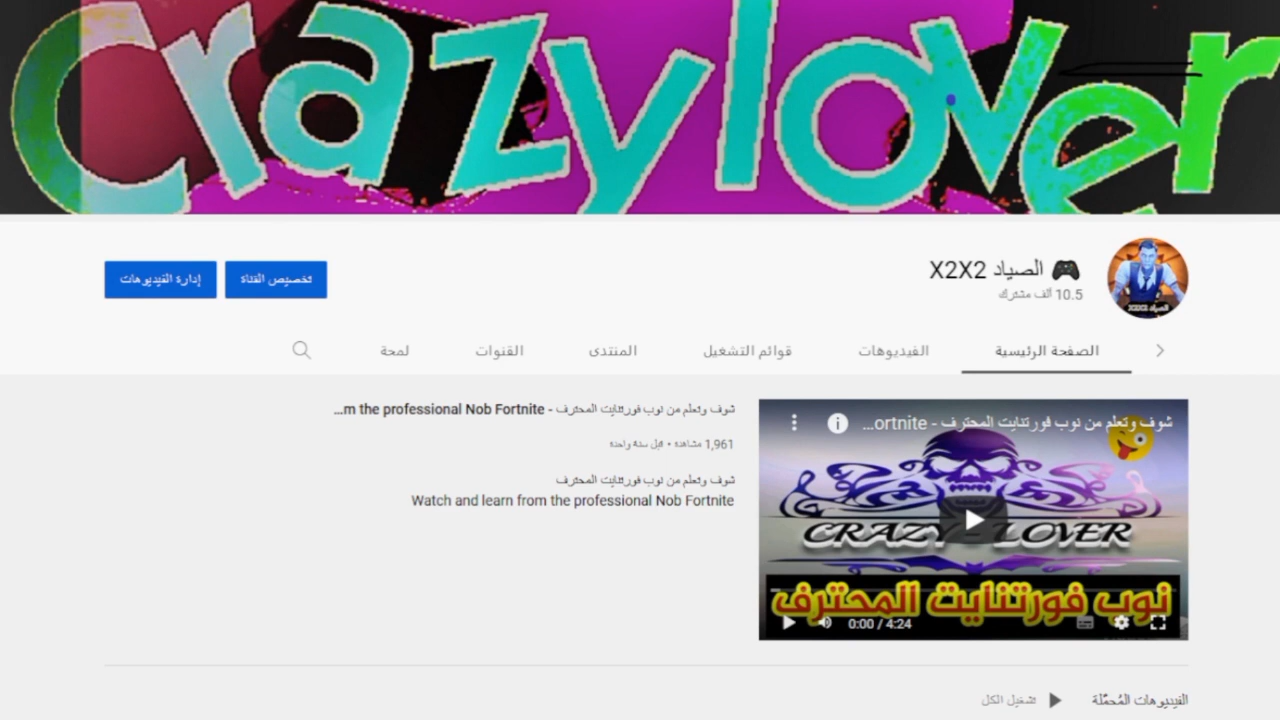 Crazylover
🎮 الصياد X2X2
10.5 ألف مشترك
تخصيص القناة
إدارة الفيديوهات
الصياد X2X2
الصفحة الرئيسية
الفيديوهات
قوائم التشغيل
المنتدى
القنوات
لمحة
شوف وتعلم من نوب فورتنايت المحترف - ortnite...
CRAZY - LOVER
نوب فورتنايت المحترف
0:00 / 4:24
شوف وتعلم من نوب فورتنايت المحترف - m the professional Nob Fortnite...
1,961 مشاهدة • قبل سنة واحدة
شوف وتعلم من نوب فورتنايت المحترف
Watch and learn from the professional Nob Fortnite
الفيديوهات المُحمّلة
تشغيل الكل